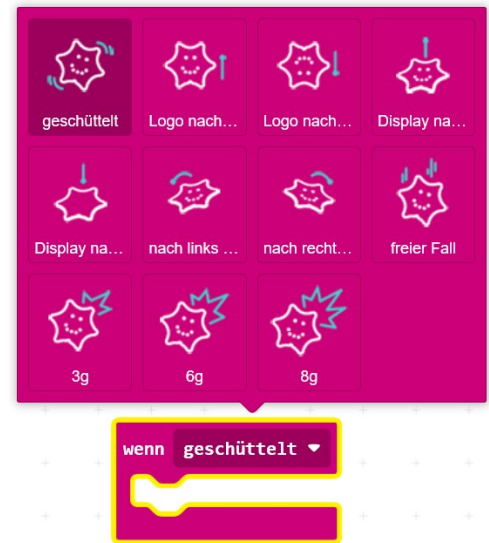 geschüttelt
Logo nach…
Logo nach…
Display na…
Display na…
nach links …
nach recht…
freier Fall
3g
6g
8g
wenn geschüttelt